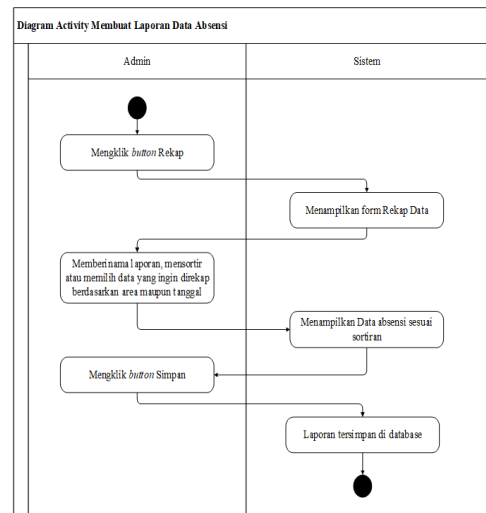 Diagram Activity Membuat Laporan Data Absensi
Admin
Sistem
Mengklik button Rekap
Menampilkan form Rekap Data
Memberi nama laporan, mensortir
atau memilih data yang ingin direkap
berdasarkan area maupun tanggal
Menampilkan Data absensi sesuai
sortiran
Mengklik button Simpan
Laporan tersimpan di database